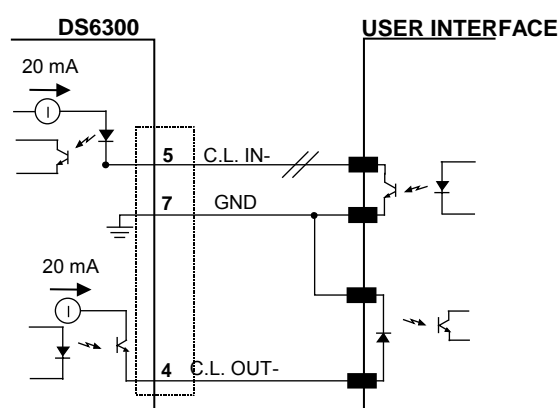 DS6300
USER INTERFACE
20 mA
I
5 C.L. IN-
7 GND
20 mA
I
4 C.L. OUT-